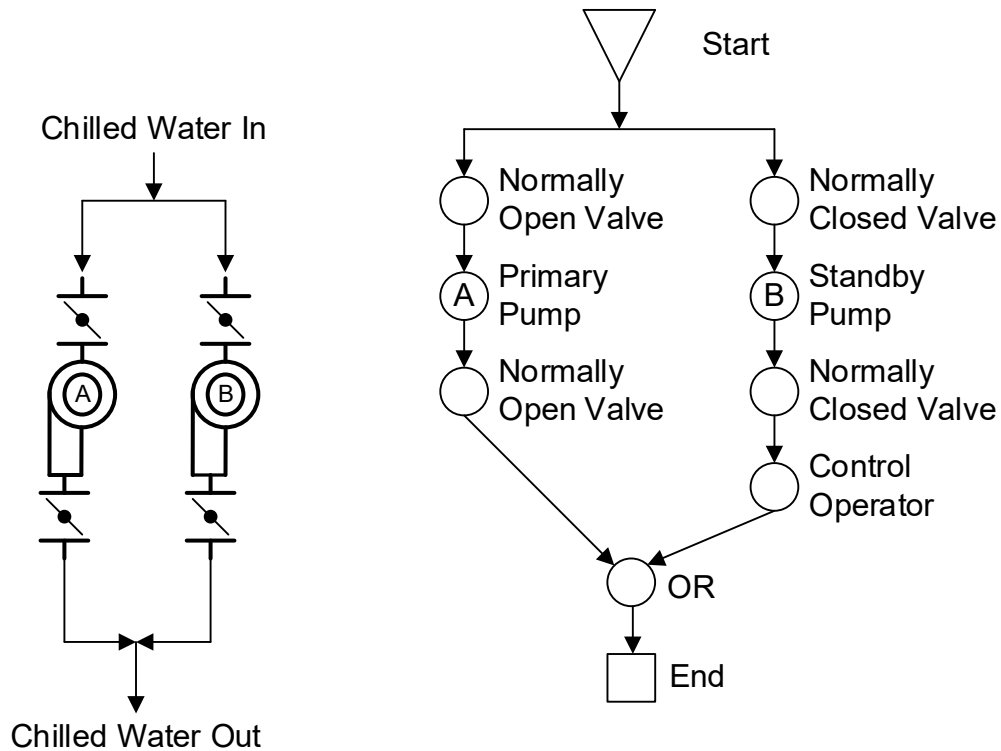 Chilled Water In
A
B
Chilled Water Out
Start
Normally
Open Valve
Normally
Closed Valve
A
Primary
Pump
B
Standby
Pump
Normally
Open Valve
Normally
Closed Valve
Control
Operator
OR
End